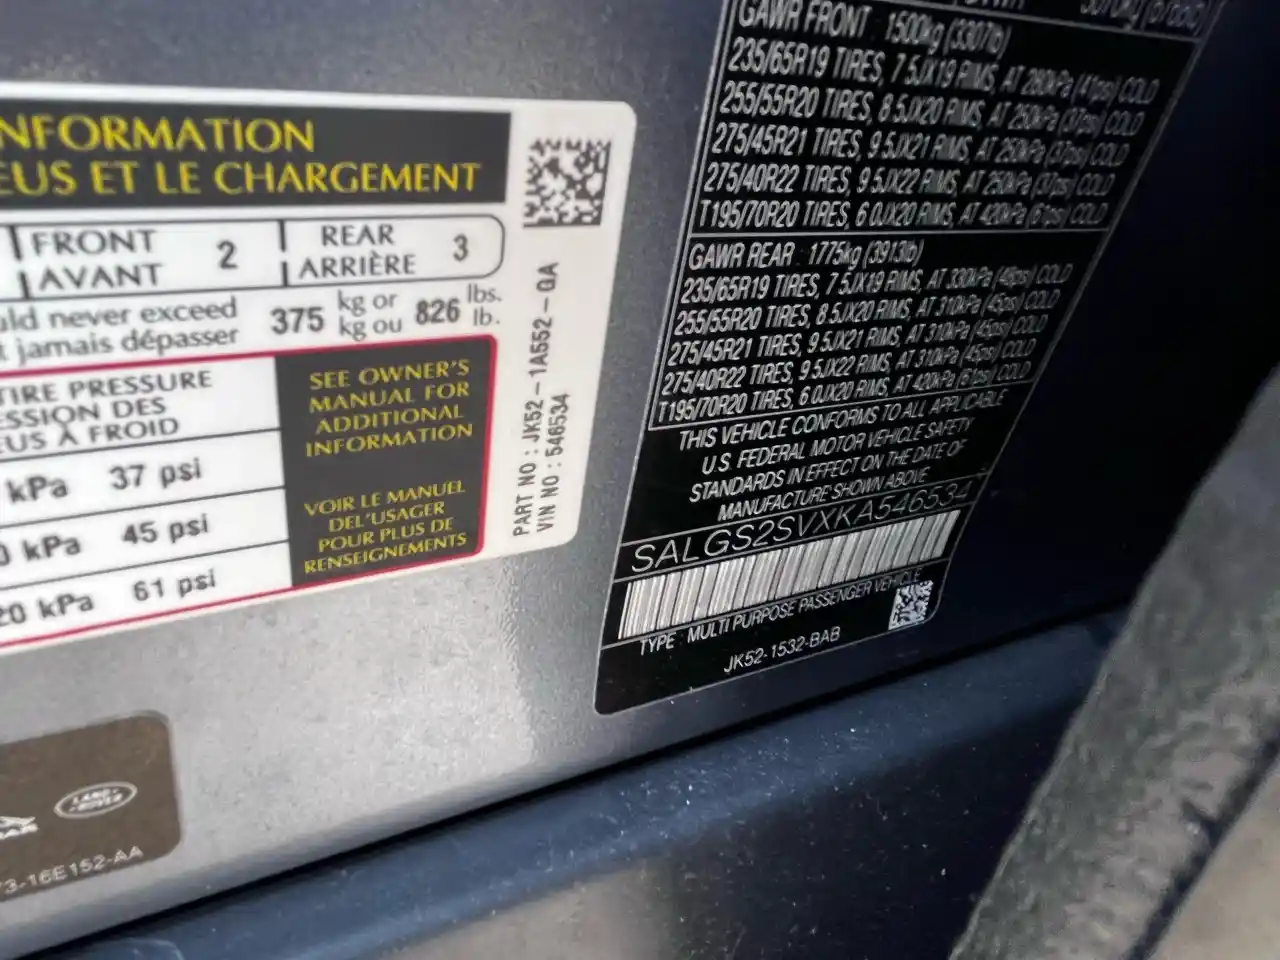 NFORMATION
EUS ET LE CHARGEMENT
FRONT
AVANT
2
REAR
ARRIÈRE
3
uld never exceed
t jamais dépasser
375
kg or
kg ou
826
lbs.
lb.
TIRE PRESSURE
ESSION DES
EUS À FROID
kPa 37 psi
0 kPa 45 psi
20 kPa 61 psi
SEE OWNER'S
MANUAL FOR
ADDITIONAL
INFORMATION
VOIR LE MANUEL
DEL'USAGER
POUR PLUS DE
RENSEIGNEMENTS
PART NO : JK52-1A552-GA
VIN NO : 546534
GAWR FRONT : 1500kg (3307lb)
235/65R19 TIRES, 7.5JX19 RIMS, AT 280kPa (41psi) COLD
255/55R20 TIRES, 8.5JX20 RIMS, AT 250kPa (37psi) COLD
275/45R21 TIRES, 9.5JX21 RIMS, AT 250kPa (37psi) COLD
275/40R22 TIRES, 9.5JX22 RIMS, AT 250kPa (37psi) COLD
T195/70R20 TIRES, 6.0JX20 RIMS, AT 420kPa (61psi) COLD
GAWR REAR : 1775kg (3913lb)
235/65R19 TIRES, 7.5JX19 RIMS, AT 330kPa (48psi) COLD
255/55R20 TIRES, 8.5JX20 RIMS, AT 310kPa (45psi) COLD
275/45R21 TIRES, 9.5JX21 RIMS, AT 310kPa (45psi) COLD
275/40R22 TIRES, 9.5JX22 RIMS, AT 310kPa (45psi) COLD
T195/70R20 TIRES, 6.0JX20 RIMS, AT 420kPa (61psi) COLD
THIS VEHICLE CONFORMS TO ALL APPLICABLE
U.S. FEDERAL MOTOR VEHICLE SAFETY
STANDARDS IN EFFECT ON THE DATE OF
MANUFACTURE SHOWN ABOVE
SALGS2SVXKA546534
TYPE : MULTI PURPOSE PASSENGER VEHICLE
JK52-1532-BAB
LAND
ROVER
3-16E152-AA